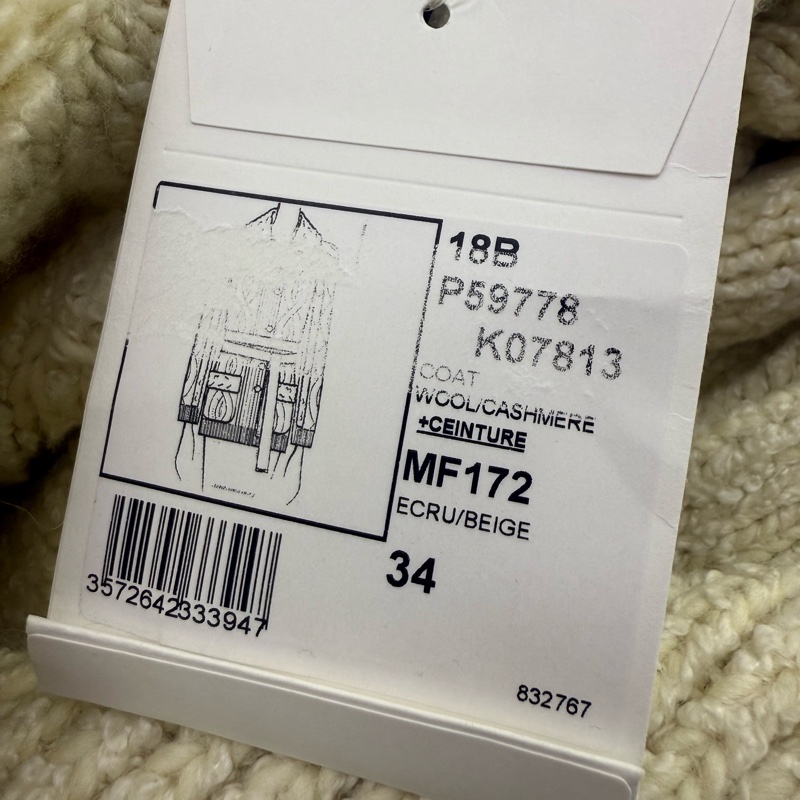 18B
P59778
K07813
COAT
WOOL/CASHMERE
+CEINTURE
MF172
ECRU/BEIGE
34
3572642333947
832767